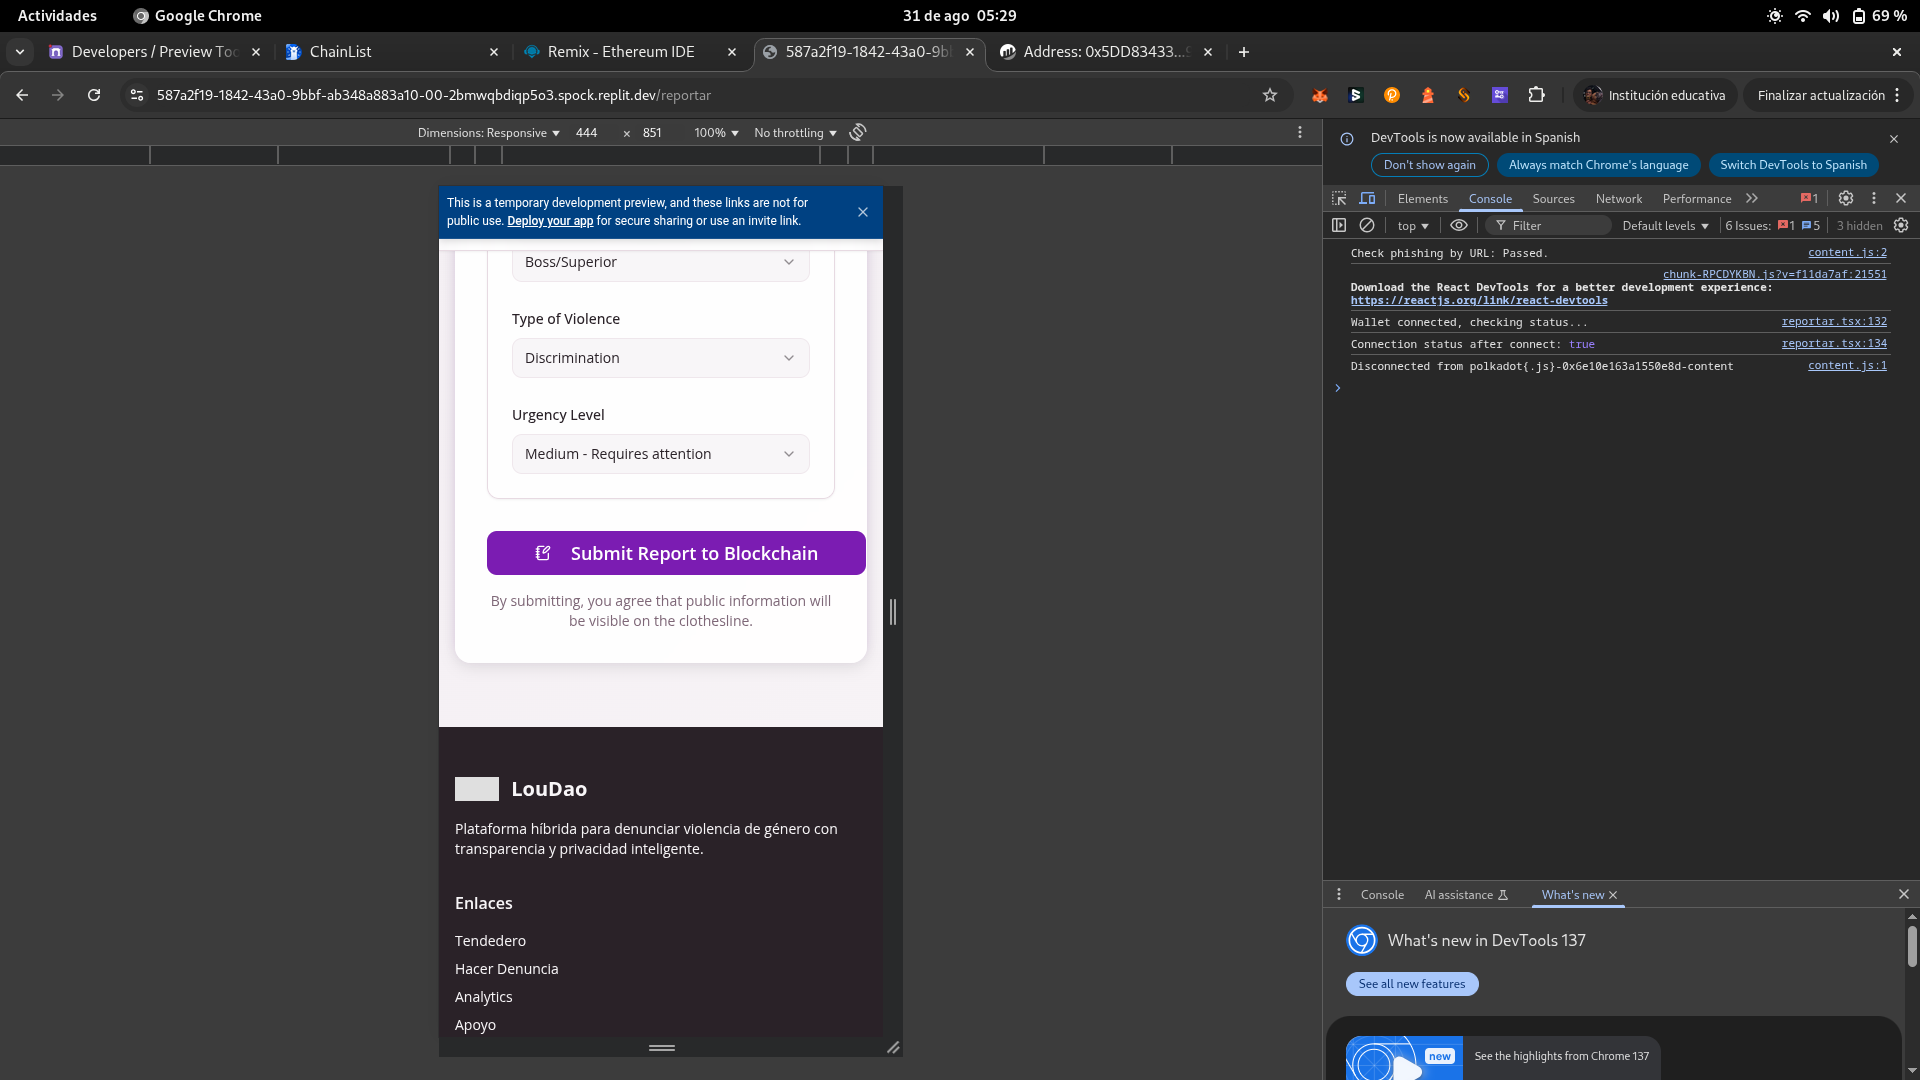 Actividades
Google Chrome
31 de ago 05:29
69 %
Developers / Preview Too
ChainList
Remix - Ethereum IDE
587a2f19-1842-43a0-9bb
Address: 0x5DD83433...
587a2f19-1842-43a0-9bbf-ab348a883a10-00-2bmwqbdiqp5o3.spock.replit.dev/reportar
Institución educativa
Finalizar actualización
Dimensions: Responsive
444
×
851
100%
No throttling
This is a temporary development preview, and these links are not for
public use. Deploy your app for secure sharing or use an invite link.
Boss/Superior
Type of Violence
Discrimination
Urgency Level
Medium - Requires attention
Submit Report to Blockchain
By submitting, you agree that public information will
be visible on the clothesline.
LouDao
Plataforma híbrida para denunciar violencia de género con
transparencia y privacidad inteligente.
Enlaces
Tendedero
Hacer Denuncia
Analytics
Apoyo
DevTools is now available in Spanish
Don't show again
Always match Chrome's language
Switch DevTools to Spanish
Elements
Console
Sources
Network
Performance
1
top
Filter
Default levels
6 Issues:
1
5
3 hidden
Check phishing by URL: Passed.
content.js:2
chunk-RPCDYKBN.js?v=f11da7af:21551
Download the React DevTools for a better development experience:
https://reactjs.org/link/react-devtools
Wallet connected, checking status...
reportar.tsx:132
Connection status after connect: true
reportar.tsx:134
Disconnected from polkadot{.js}-0x6e10e163a1550e8d-content
content.js:1
Console
AI assistance
What's new
What's new in DevTools 137
See all new features
new
See the highlights from Chrome 137